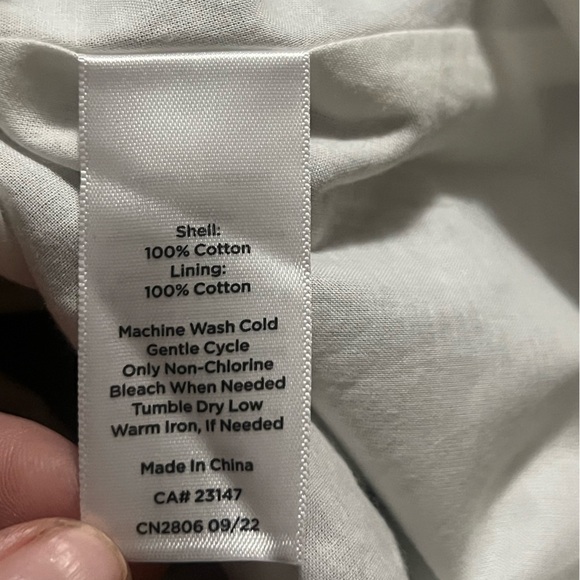 Shell:
100% Cotton
Lining:
100% Cotton
Machine Wash Cold
Gentle Cycle
Only Non-Chlorine
Bleach When Needed
Tumble Dry Low
Warm Iron, If Needed
Made In China
CA# 23147
CN2806 09/22